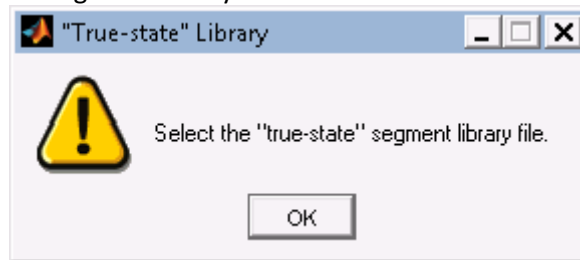 "True-state" Library
Select the "true-state" segment library file.
OK